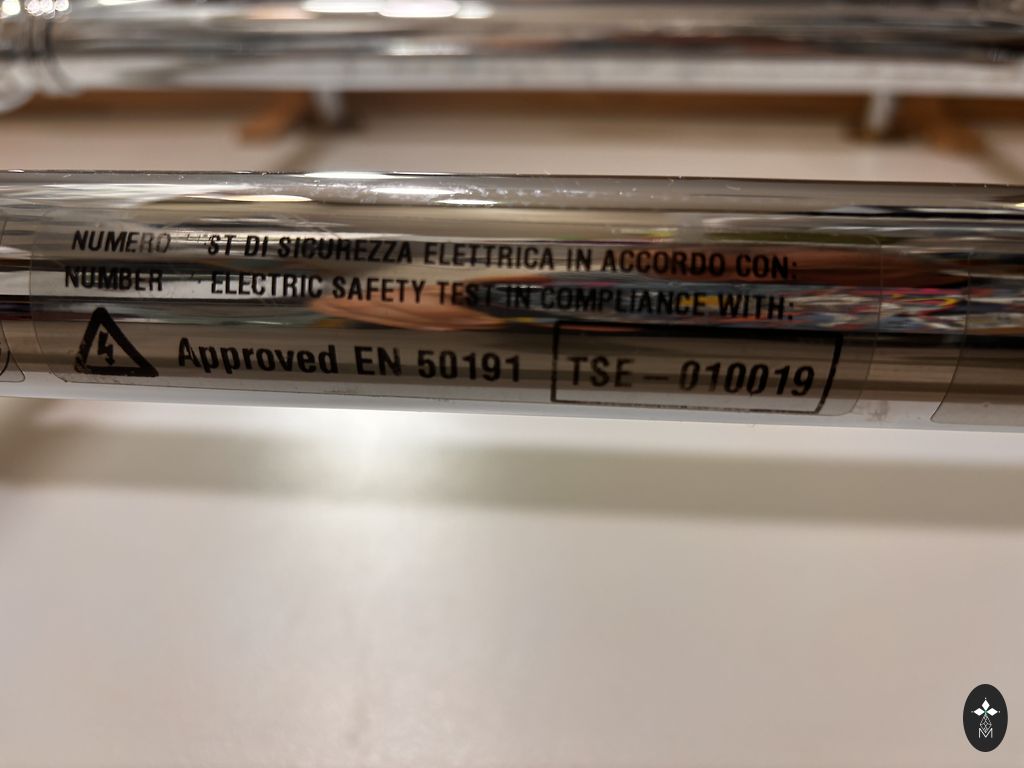 NUMERO ST DI SICUREZZA ELETTRICA IN ACCORDO CON:
NUMBER ELECTRIC SAFETY TEST IN COMPLIANCE WITH:
Approved EN 50191 TSE-010019
M